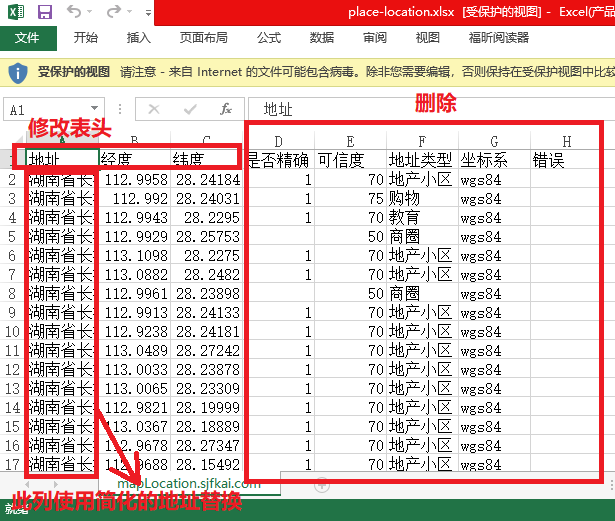 place-location.xlsx [受保护的视图] - Excel(产品
文件 开始 插入 页面布局 公式 数据 审阅 视图 福昕阅读器
受保护的视图 请注意 - 来自 Internet 的文件可能包含病毒。除非您需要编辑，否则保持在受保护视图中比较
A1 fx 地址
修改表头 删除
A B C D E F G H
1 地址 经度 纬度 是否精确 可信度 地址类型 坐标系 错误
2 湖南省长 112.9958 28.24184 1 70 地产小区 wgs84
3 湖南省长 112.992 28.24031 1 75 购物 wgs84
4 湖南省长 112.9943 28.2295 1 70 教育 wgs84
5 湖南省长 112.9929 28.25753 50 商圈 wgs84
6 湖南省长 113.1098 28.2275 1 70 地产小区 wgs84
7 湖南省长 113.0882 28.2482 1 70 地产小区 wgs84
8 湖南省长 112.9961 28.23898 50 商圈 wgs84
9 湖南省长 112.9913 28.24133 1 70 地产小区 wgs84
10 湖南省长 112.9238 28.24181 1 70 地产小区 wgs84
11 湖南省长 113.0489 28.27242 1 70 地产小区 wgs84
12 湖南省长 113.0033 28.23878 1 70 地产小区 wgs84
13 湖南省长 113.0065 28.23309 1 70 地产小区 wgs84
14 湖南省长 112.9821 28.19999 1 70 地产小区 wgs84
15 湖南省长 113.0367 28.18889 1 70 地产小区 wgs84
16 湖南省长 112.9678 28.27347 1 70 地产小区 wgs84
17 湖南省长 112.9688 28.15492 1 70 地产小区 wgs84
mapLocation.sjfkai.com
此列使用简化的地址替换
就绪